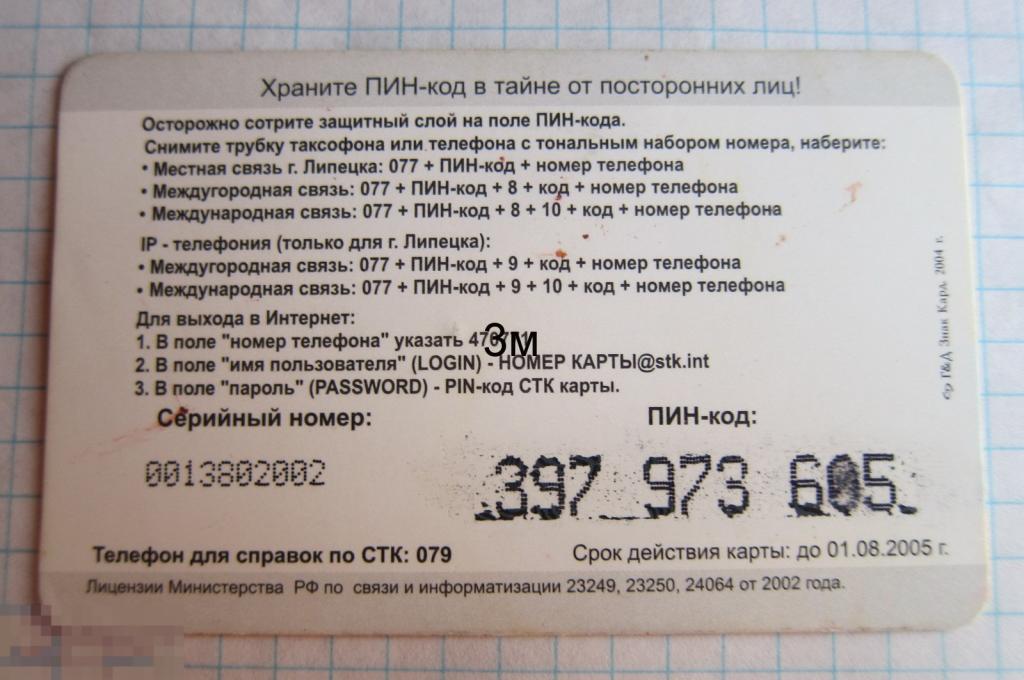 Храните ПИН-код в тайне от посторонних лиц!
Осторожно сотрите защитный слой на поле ПИН-кода.
Снимите трубку таксофона или телефона с тональным набором номера, наберите:
• Местная связь г. Липецка: 077 + ПИН-код + номер телефона
• Междугородная связь: 077 + ПИН-код + 8 + код + номер телефона
• Международная связь: 077 + ПИН-код + 8 + 10 + код + номер телефона
IP - телефония (только для г. Липецка):
• Междугородная связь: 077 + ПИН-код + 9 + код + номер телефона
• Международная связь: 077 + ПИН-код + 9 + 10 + код + номер телефона
Для выхода в Интернет:
1. В поле "номер телефона" указать
3м
2. В поле "имя пользователя" (LOGIN) - НОМЕР КАРТЫ@stk.int
3. В поле "пароль" (PASSWORD) - PIN-код СТК карты.
Серийный номер: ПИН-код:
0013802002 397 973 605
Телефон для справок по СТК: 079 Срок действия карты: до 01.08.2005 г.
Лицензии Министерства РФ по связи и информатизации 23249, 23250, 24064 от 2002 года.
Г&Д Знак Кард, 2004 г.